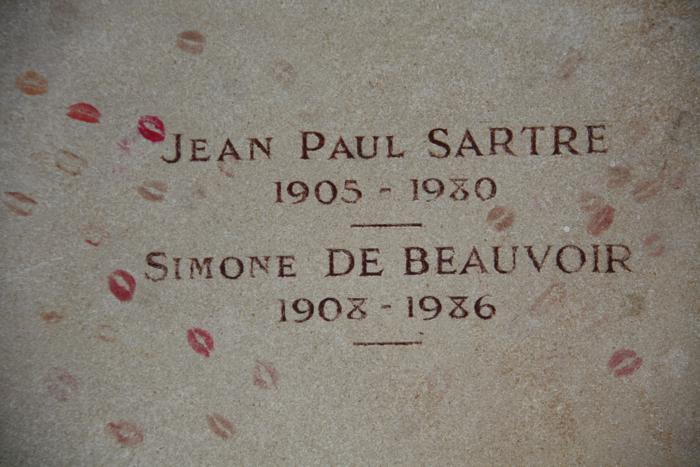 JEAN PAUL SARTRE
1905 - 1980
SIMONE DE BEAUVOIR
1908 - 1986